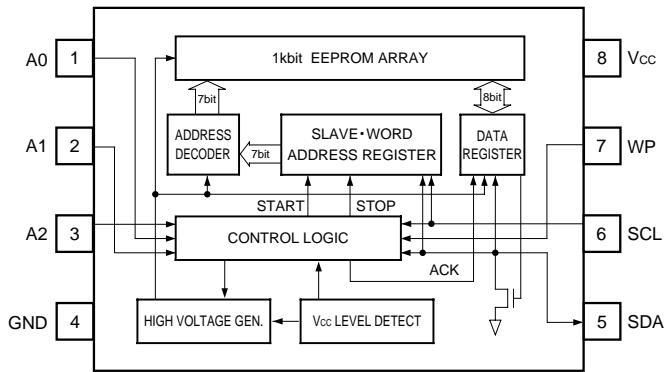 1kbit EEPROM ARRAY
A0 1
8 Vcc
7bit
8bit
A1 2
ADDRESS
DECODER
7bit
SLAVE・WORD
ADDRESS REGISTER
DATA
REGISTER
7 WP
START
STOP
A2 3
CONTROL LOGIC
6 SCL
ACK
GND 4
HIGH VOLTAGE GEN.
Vcc LEVEL DETECT
5 SDA